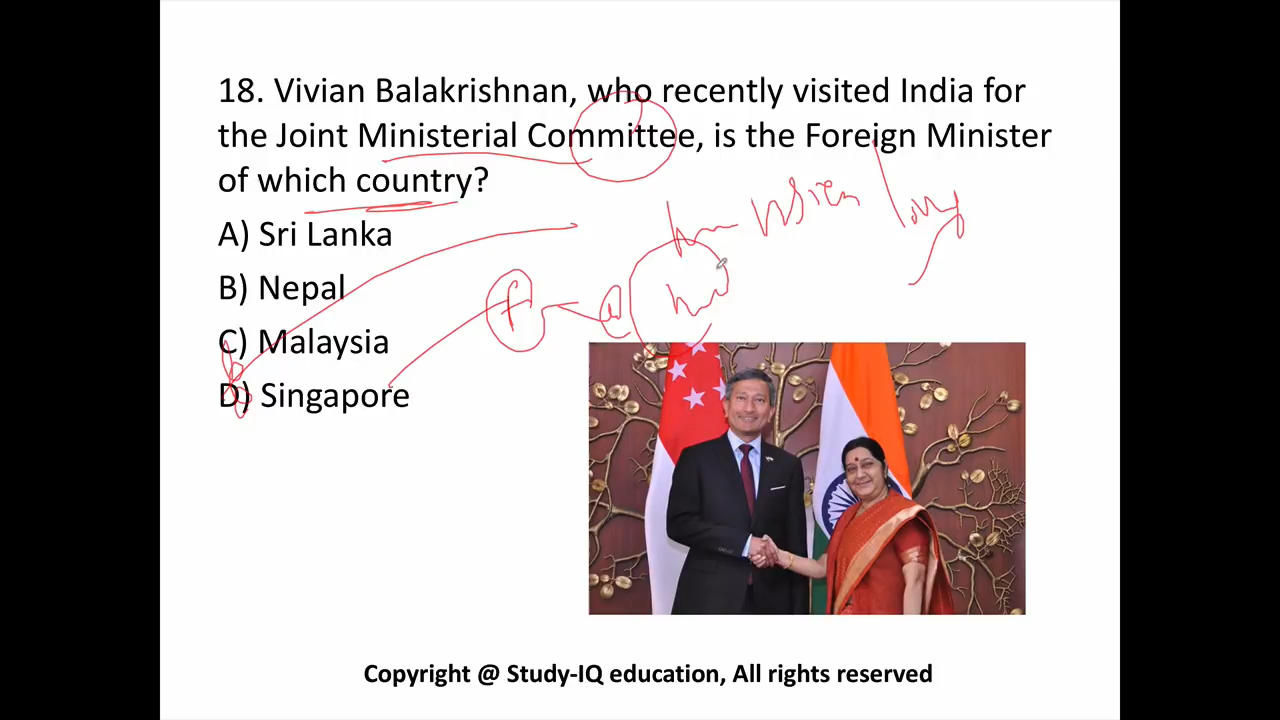 18. Vivian Balakrishnan, who recently visited India for
the Joint Ministerial Committee, is the Foreign Minister
of which country?
A) Sri Lanka
B) Nepal
C) Malaysia
D) Singapore
Copyright @ Study-IQ education, All rights reserved